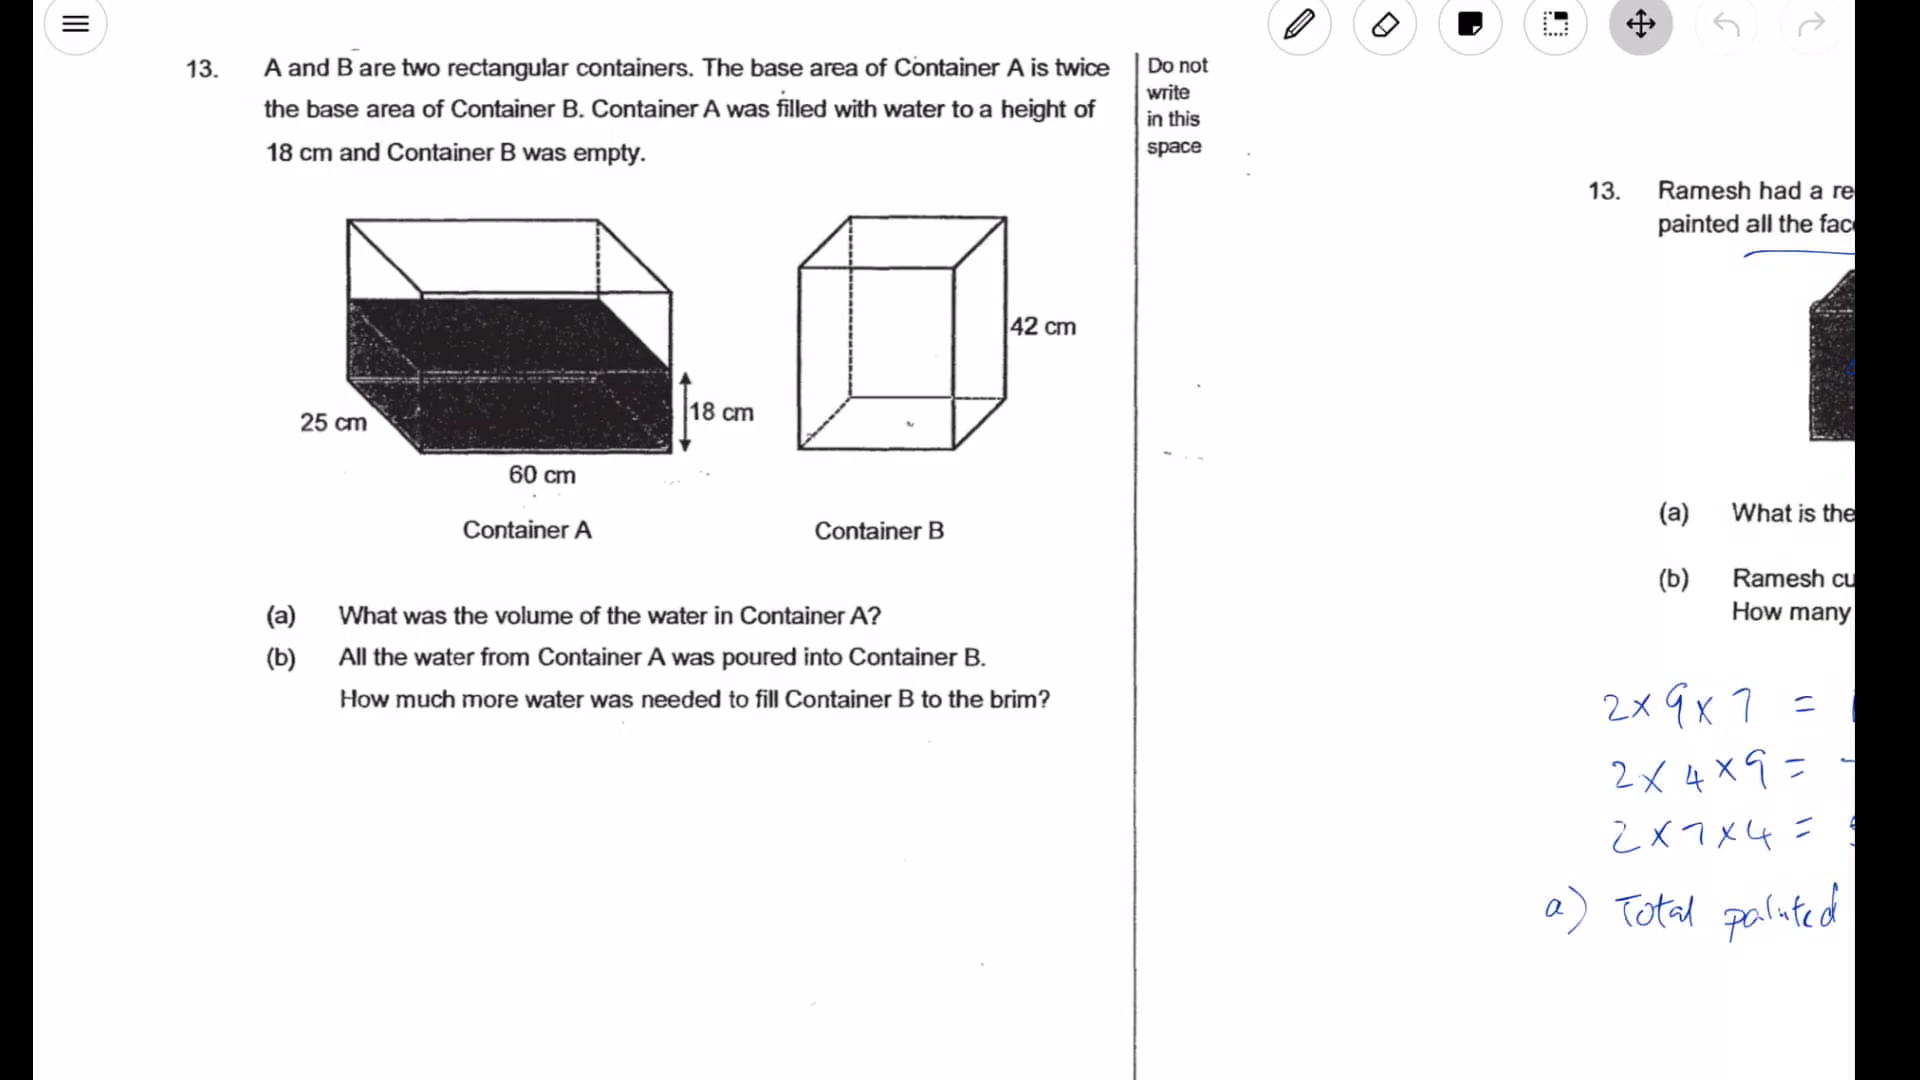 13. A and B are two rectangular containers. The base area of Container A is twice
the base area of Container B. Container A was filled with water to a height of
18 cm and Container B was empty.
Do not
write
in this
space
42 cm
18 cm
25 cm
60 cm
Container A
Container B
(a) What was the volume of the water in Container A?
(b) All the water from Container A was poured into Container B.
How much more water was needed to fill Container B to the brim?
13. Ramesh had a re
painted all the fac
(a) What is the
(b) Ramesh cu
How many
2 x 9 x 7 =
2 x 4 x 9 =
2 x 7 x 4 =
a) Total painted